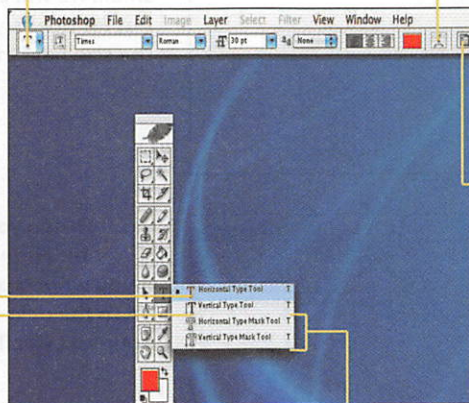 Photoshop File Edit Image Layer Select Filter View Window Help
T Times Roman T 30 pt aa None
T Horizontal Type Tool T
T Vertical Type Tool T
Horizontal Type Mask Tool T
Vertical Type Mask Tool T